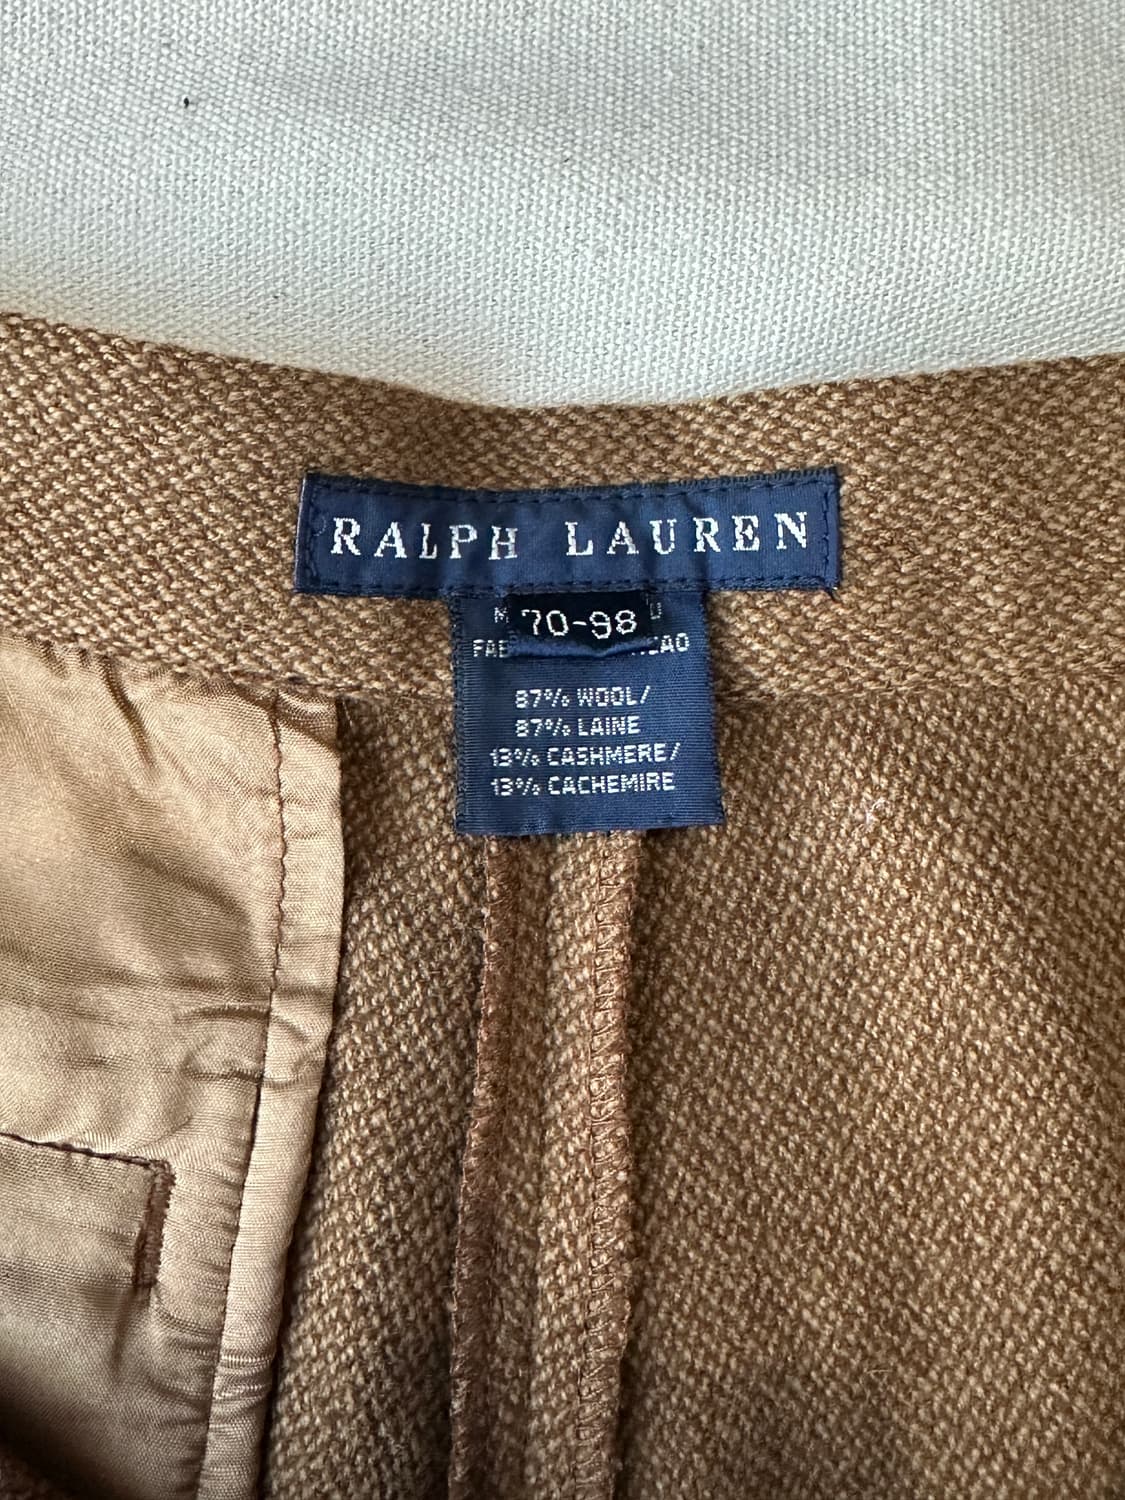 RALPH LAUREN
70-98
87% WOOL/
87% LAINE
13% CASHMERE/
13% CACHEMIRE